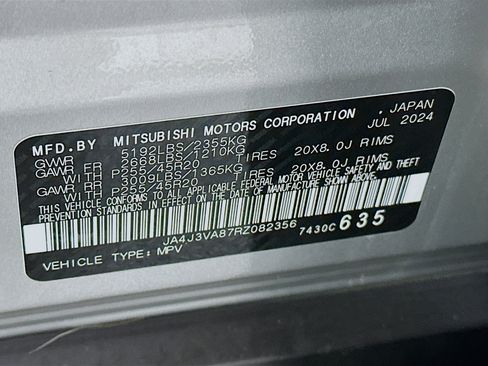 MFD.BY MITSUBISHI MOTORS CORPORATION, JAPAN
GVWR 5192LBS/2355KG JUL 2024
GAWR FR 2668LBS/1210KG
WITH P255/45R20 TIRES 20X8.0J RIMS
GAWR RR 3009LBS/1365KG
WITH P255/45R20 TIRES 20X8.0J RIMS
THIS VEHICLE CONFORMS TO ALL APPLICABLE FEDERAL MOTOR VEHICLE SAFETY, BUMPER AND THEFT
PREVENTION STANDARDS IN EFFECT ON THE DATE OF MANUFACTURE SHOWN ABOVE.
JA4J3VA87RZ082356 7430C 635
VEHICLE TYPE: MPV